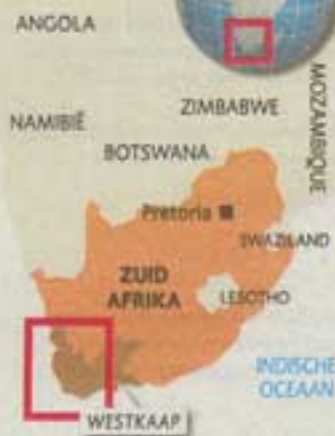 ANGOLA
ZIMBABWE
MOZAMBIQUE
NAMIBIË
BOTSWANA
Pretoria
SWAZILAND
ZUID
AFRIKA
LESOTHO
INDISCHE
OCEAAN
WESTKAAP